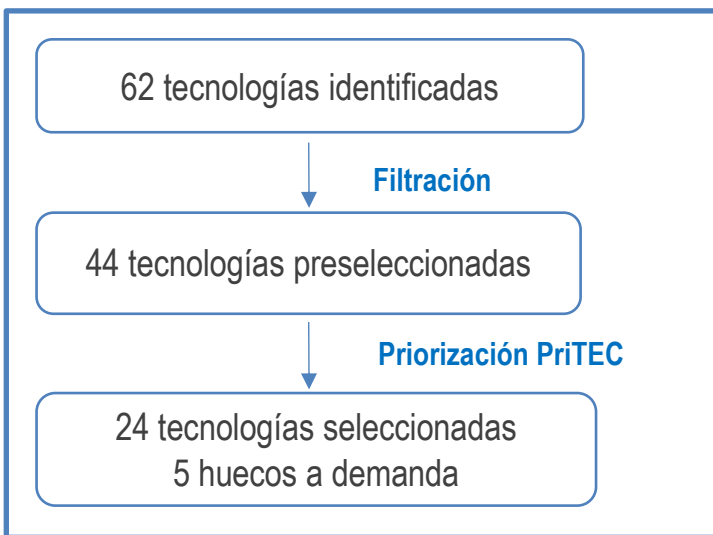 62 tecnologías identificadas
Filtración
44 tecnologías preseleccionadas
Priorización PriTEC
24 tecnologías seleccionadas
5 huecos a demanda